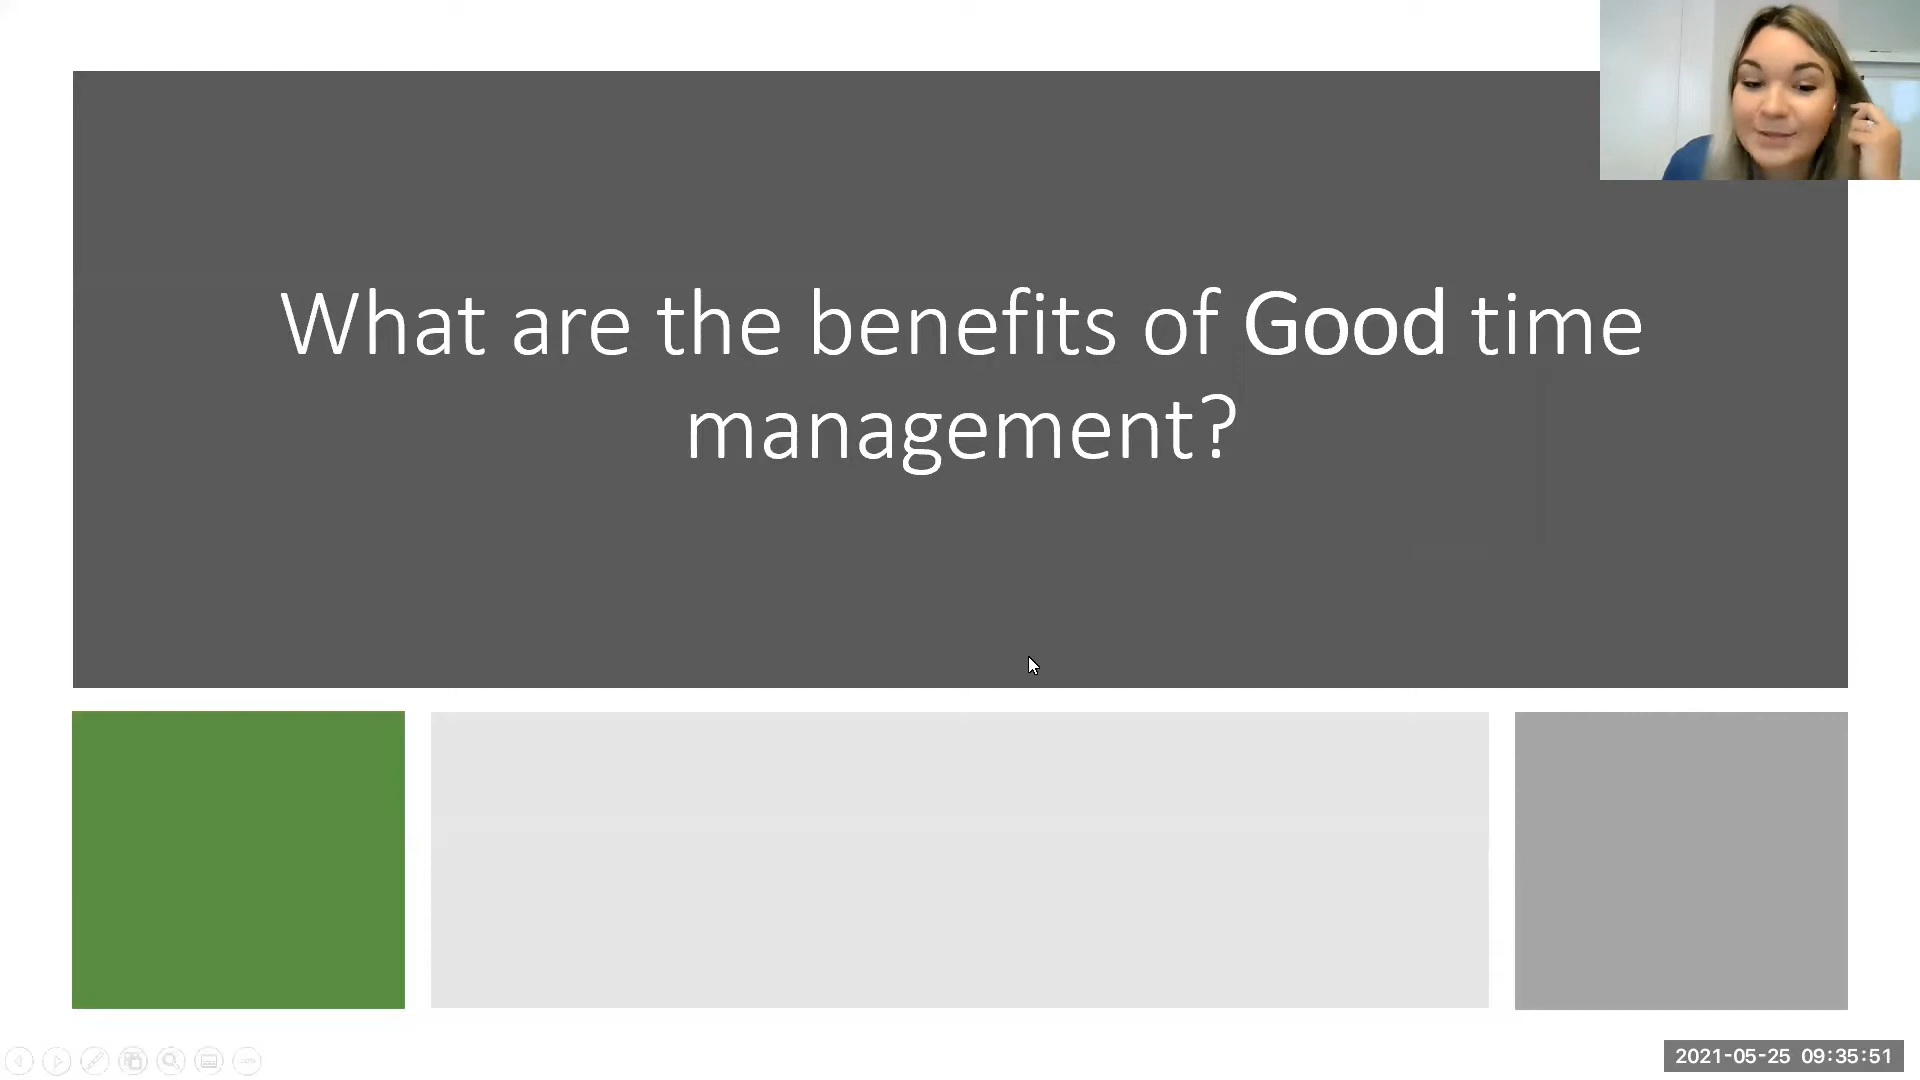 What are the benefits of Good time
management?
2021-05-25 09:35:51